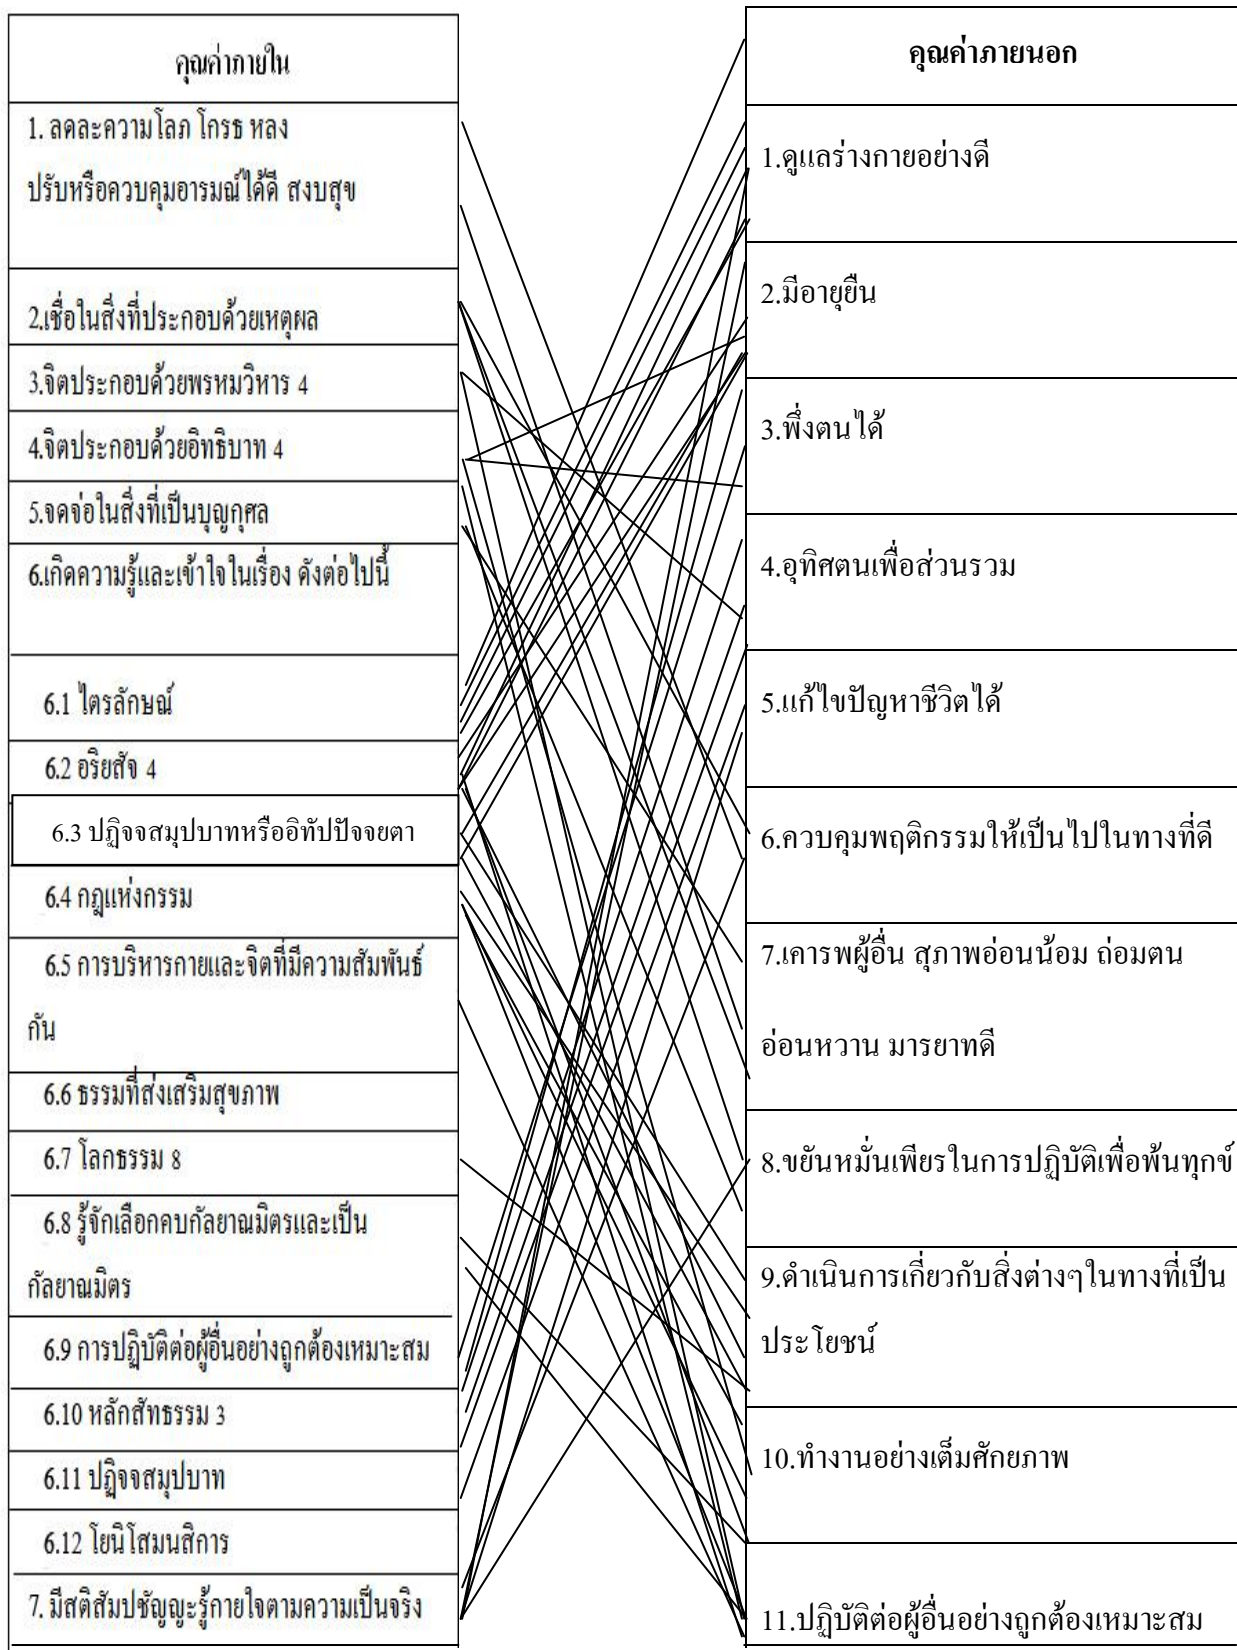 คุณค่าภายใน
1. ลดละความโลภ โกรธ หลง
ปรับหรือควบคุมอารมณ์ได้ดี สงบสุข
2.เชื่อในสิ่งที่ประกอบด้วยเหตุผล
3.จิตประกอบด้วยพรหมวิหาร 4
4.จิตประกอบด้วยอิทธิบาท 4
5.จดจ่อในสิ่งที่เป็นบุญกุศล
6.เกิดความรู้และเข้าใจในเรื่อง ดังต่อไปนี้
6.1 ไตรลักษณ์
6.2 อริยสัจ 4
6.3 ปฏิจจสมุปบาทหรืออิทัปปัจจยตา
6.4 กฎแห่งกรรม
6.5 การบริหารกายและจิตที่มีความสัมพันธ์
กัน
6.6 ธรรมที่ส่งเสริมสุขภาพ
6.7 โลกธรรม 8
6.8 รู้จักเลือกคบกัลยาณมิตรและเป็น
กัลยาณมิตร
6.9 การปฏิบัติต่อผู้อื่นอย่างถูกต้องเหมาะสม
6.10 หลักสัทธรรม 3
6.11 ปฏิจจสมุปบาท
6.12 โยนิโสมนสิการ
7. มีสติสัมปชัญญะรู้กายใจตามความเป็นจริง
คุณค่าภายนอก
1.ดูแลร่างกายอย่างดี
2.มีอายุยืน
3.พึ่งตนได้
4.อุทิศตนเพื่อส่วนรวม
5.แก้ไขปัญหาชีวิตได้
6.ควบคุมพฤติกรรมให้เป็นไปในทางที่ดี
7.เคารพผู้อื่น สุภาพอ่อนน้อม ถ่อมตน
อ่อนหวาน มารยาทดี
8.ขยันหมั่นเพียรในการปฏิบัติเพื่อพ้นทุกข์
9.ดำเนินการเกี่ยวกับสิ่งต่างๆในทางที่เป็น
ประโยชน์
10.ทำงานอย่างเต็มศักยภาพ
11.ปฏิบัติต่อผู้อื่นอย่างถูกต้องเหมาะสม